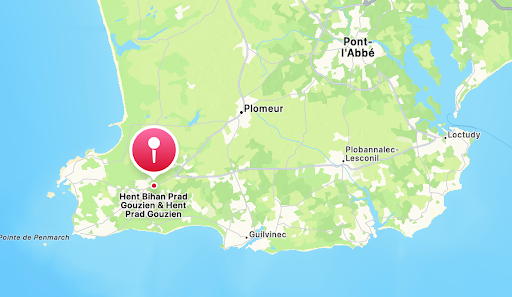 Pont-
l'Abbé
Plomeur
Loctudy
Plobannalec-
Lesconil
Hent Bihan Prad
Gouzien & Hent
Prad Gouzien
Guilvinec
Pointe de Penmarch